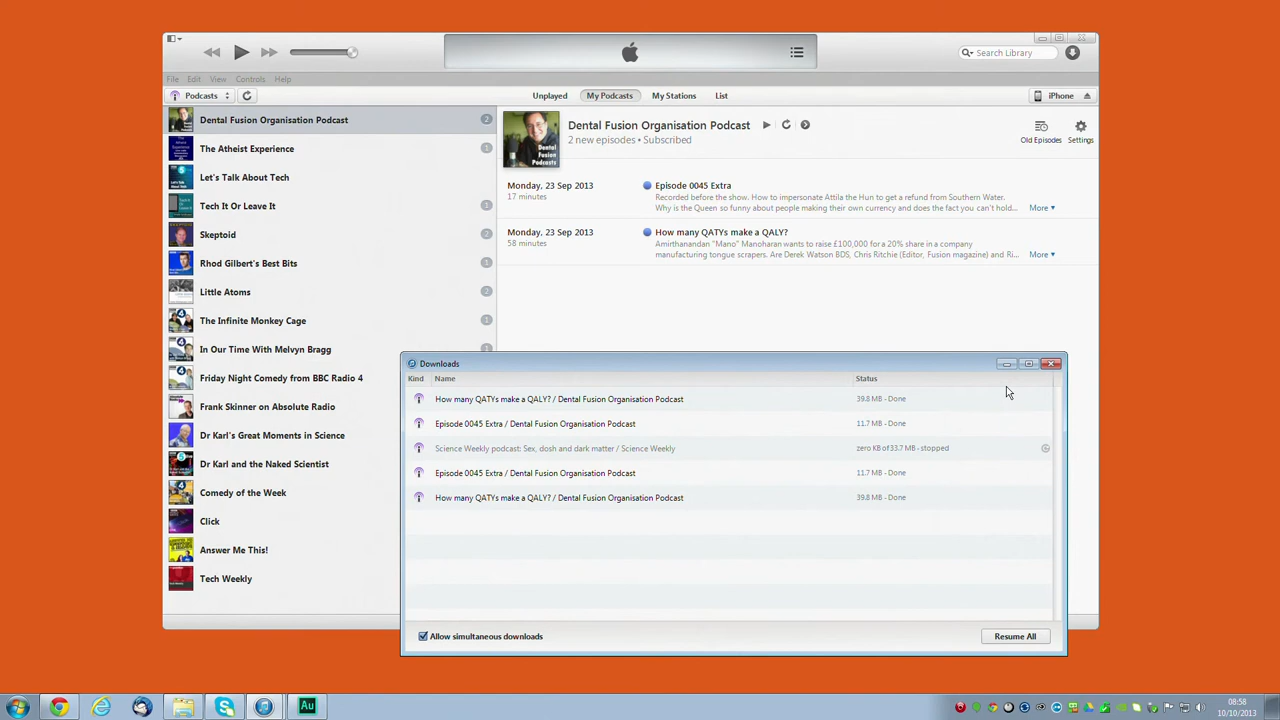 Search Library
File Edit View Controls Help
Podcasts
Unplayed My Podcasts My Stations List
iPhone
Dental Fusion Organisation Podcast 2
The Atheist Experience 1
Let's Talk About Tech
Tech It Or Leave It 1
Skeptoid 2
Rhod Gilbert's Best Bits 1
Little Atoms 2
The Infinite Monkey Cage 1
In Our Time With Melvyn Bragg 1
Friday Night Comedy from BBC Radio 4
Frank Skinner on Absolute Radio
Dr Karl's Great Moments in Science
Dr Karl and the Naked Scientist
Comedy of the Week
Click
Answer Me This!
Tech Weekly
Dental Fusion Organisation Podcast
2 new episodes • Subscribed
Old Episodes Settings
Monday, 23 Sep 2013
17 minutes
Episode 0045 Extra
Recorded before the show. How to impersonate Attila the Hun to get a refund from Southern Water.
Why is the Queen so funny about people making their own currency and does the fact you can't hold... More
Monday, 23 Sep 2013
58 minutes
How many QATYs make a QALY?
Amirthanandan "Mano" Manoharan wants to raise £100,000 for a 20% share in a company
manufacturing tongue scrapers. Are Derek Watson BDS, Chris Ritchie (Editor, Fusion magazine) and Ri... More
Downloads
Kind Name Status
How many QATYs make a QALY? / Dental Fusion Organisation Podcast 39.8 MB - Done
Episode 0045 Extra / Dental Fusion Organisation Podcast 11.7 MB - Done
Science Weekly podcast: Sex, dosh and dark matter / Science Weekly zero KB of 33.7 MB - stopped
Episode 0045 Extra / Dental Fusion Organisation Podcast 11.7 MB - Done
How many QATYs make a QALY? / Dental Fusion Organisation Podcast 39.8 MB - Done
Allow simultaneous downloads
Resume All
Au
08:58
10/10/2013